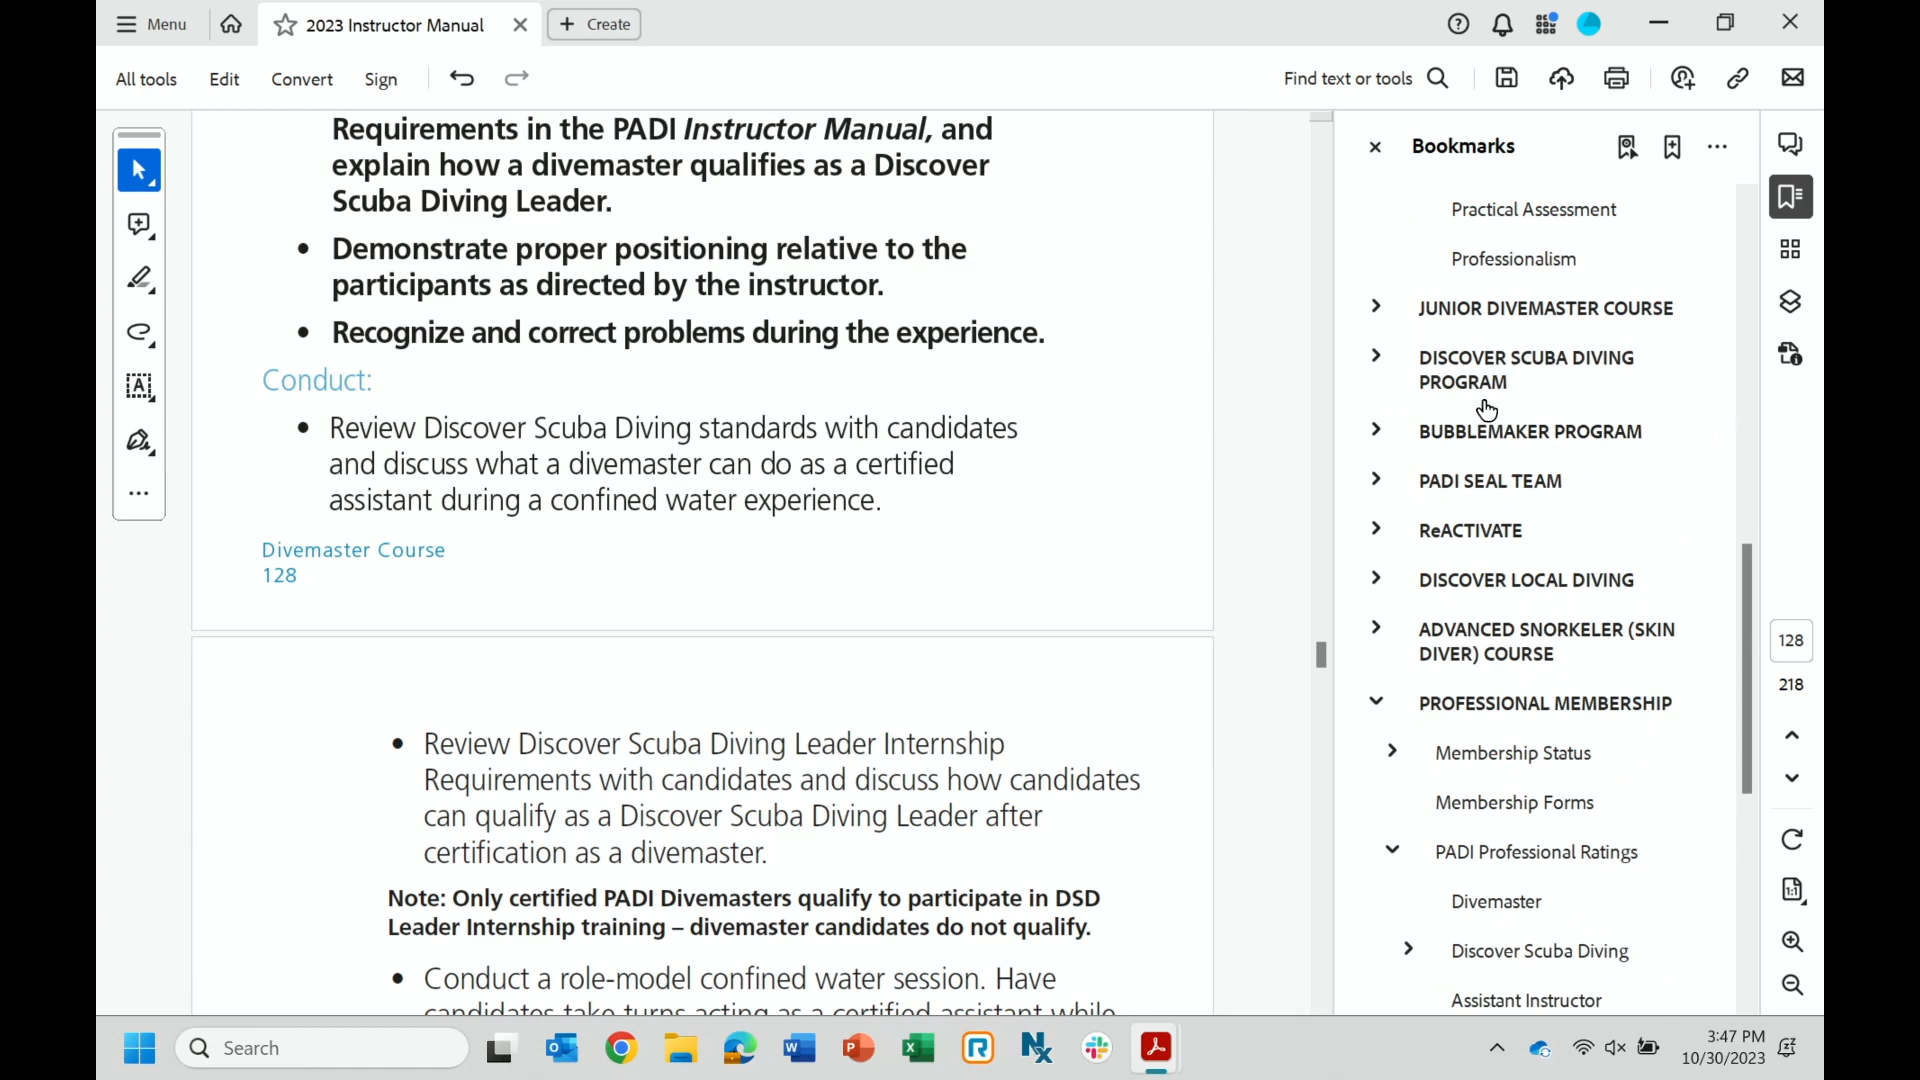 Menu
2023 Instructor Manual
Create
All tools
Edit
Convert
Sign
Find text or tools
Requirements in the PADI Instructor Manual, and
explain how a divemaster qualifies as a Discover
Scuba Diving Leader.
• Demonstrate proper positioning relative to the
participants as directed by the instructor.
• Recognize and correct problems during the experience.
Conduct:
• Review Discover Scuba Diving standards with candidates
and discuss what a divemaster can do as a certified
assistant during a confined water experience.
Divemaster Course
128
• Review Discover Scuba Diving Leader Internship
Requirements with candidates and discuss how candidates
can qualify as a Discover Scuba Diving Leader after
certification as a divemaster.
Note: Only certified PADI Divemasters qualify to participate in DSD
Leader Internship training – divemaster candidates do not qualify.
• Conduct a role-model confined water session. Have
candidates take turns acting as a certified assistant while
Bookmarks
Practical Assessment
Professionalism
JUNIOR DIVEMASTER COURSE
DISCOVER SCUBA DIVING
PROGRAM
BUBBLEMAKER PROGRAM
PADI SEAL TEAM
ReACTIVATE
DISCOVER LOCAL DIVING
ADVANCED SNORKELER (SKIN
DIVER) COURSE
PROFESSIONAL MEMBERSHIP
Membership Status
Membership Forms
PADI Professional Ratings
Divemaster
Discover Scuba Diving
Assistant Instructor
128
218
Search
3:47 PM
10/30/2023